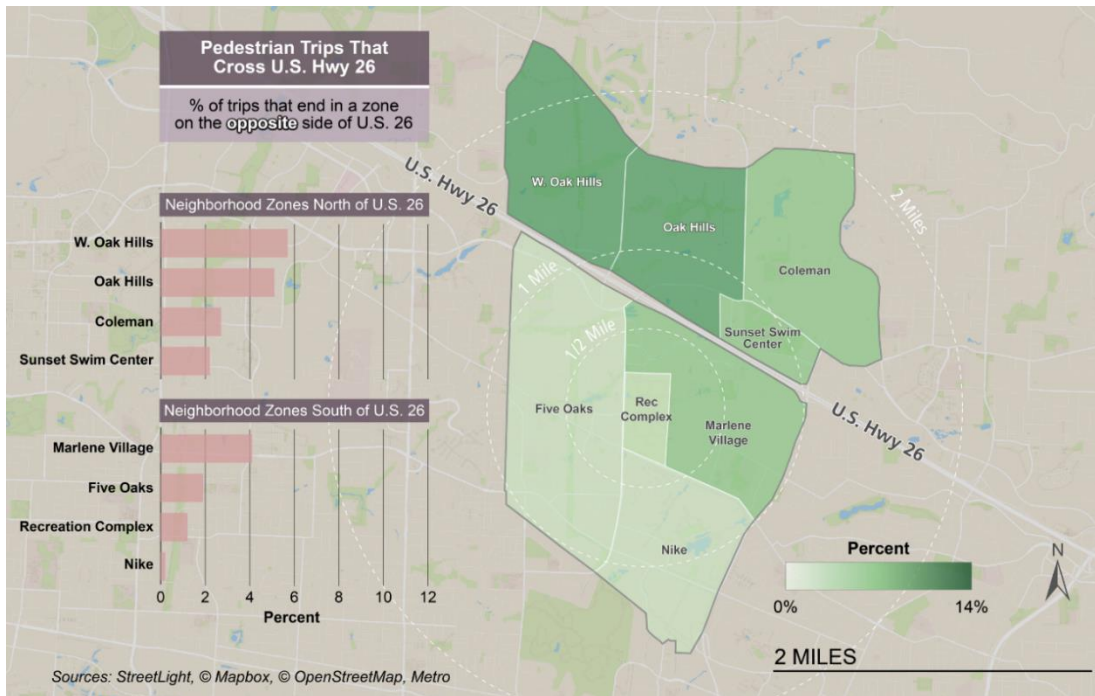 Pedestrian Trips That
Cross U.S. Hwy 26
% of trips that end in a zone
on the opposite side of U.S. 26
Neighborhood Zones North of U.S. 26
W. Oak Hills
Oak Hills
Coleman
Sunset Swim Center
Neighborhood Zones South of U.S. 26
Marlene Village
Five Oaks
Recreation Complex
Nike
0 2 4 6 8 10 12
Percent
U.S. Hwy 26
W. Oak Hills
Oak Hills
Coleman
2 Miles
1 Mile
1/2 Mile
Sunset Swim
Center
Five Oaks
Rec
Complex
Marlene
Village
U.S. Hwy 26
Nike
Percent
0% 14%
N
2 MILES
Sources: StreetLight, © Mapbox, © OpenStreetMap, Metro